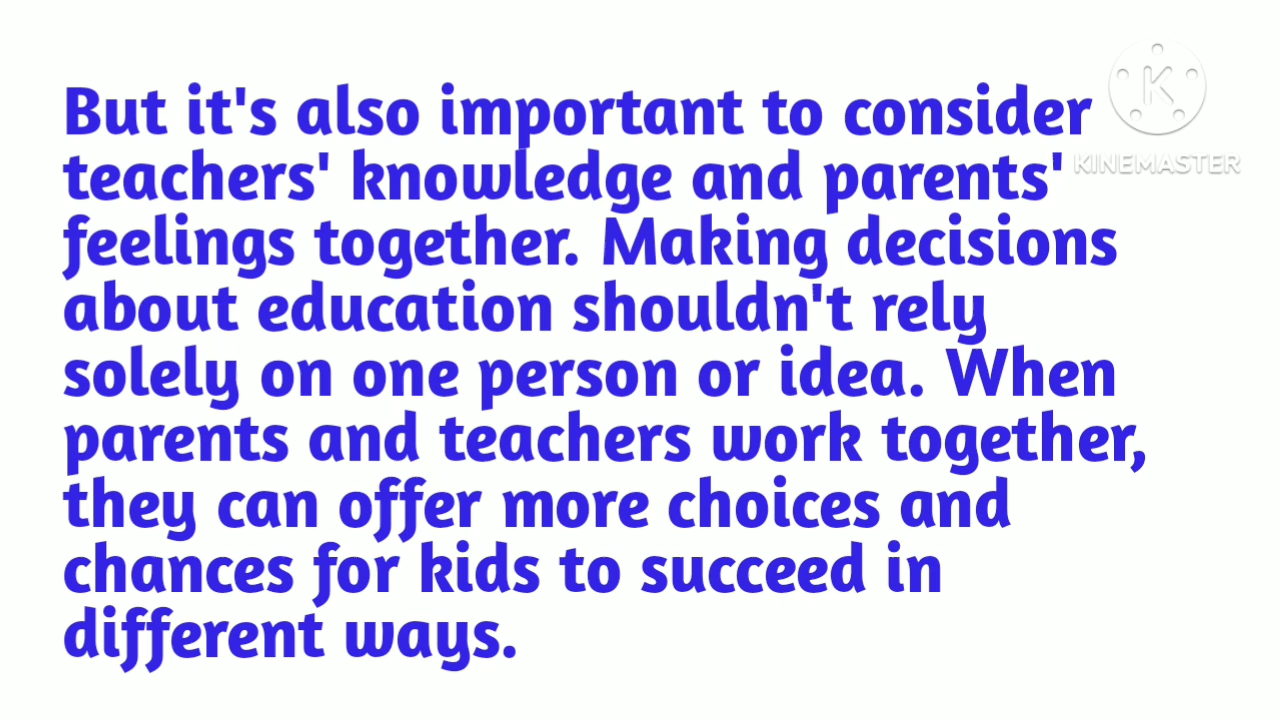 But it's also important to consider
teachers' knowledge and parents'
feelings together. Making decisions
about education shouldn't rely
solely on one person or idea. When
parents and teachers work together,
they can offer more choices and
chances for kids to succeed in
different ways.
K
KINEMASTER